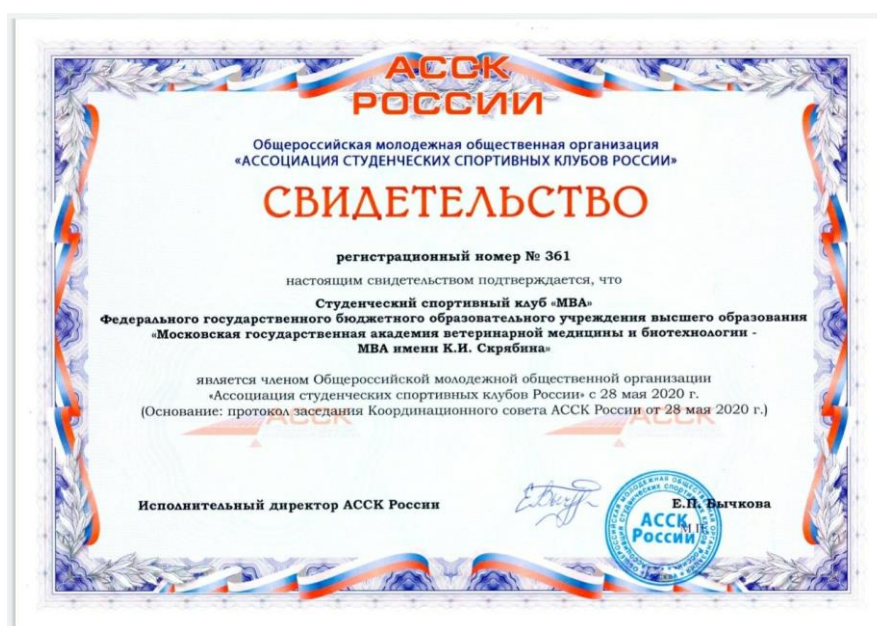 АССК
РОССИИ
Общероссийская молодежная общественная организация
«АССОЦИАЦИЯ СТУДЕНЧЕСКИХ СПОРТИВНЫХ КЛУБОВ РОССИИ»
СВИДЕТЕЛЬСТВО
регистрационный номер № 361
настоящим свидетельством подтверждается, что
Студенческий спортивный клуб «МВА»
Федерального государственного бюджетного образовательного учреждения высшего образования
«Московская государственная академия ветеринарной медицины и биотехнологии -
МВА имени К.И. Скрябина»
является членом Общероссийской молодежной общественной организации
«Ассоциация студенческих спортивных клубов России» с 28 мая 2020 г.
(Основание: протокол заседания Координационного совета АССК России от 28 мая 2020 г.)
АССК АССК
Исполнительный директор АССК России Е.П. Бычкова
М.П.
АССК
России